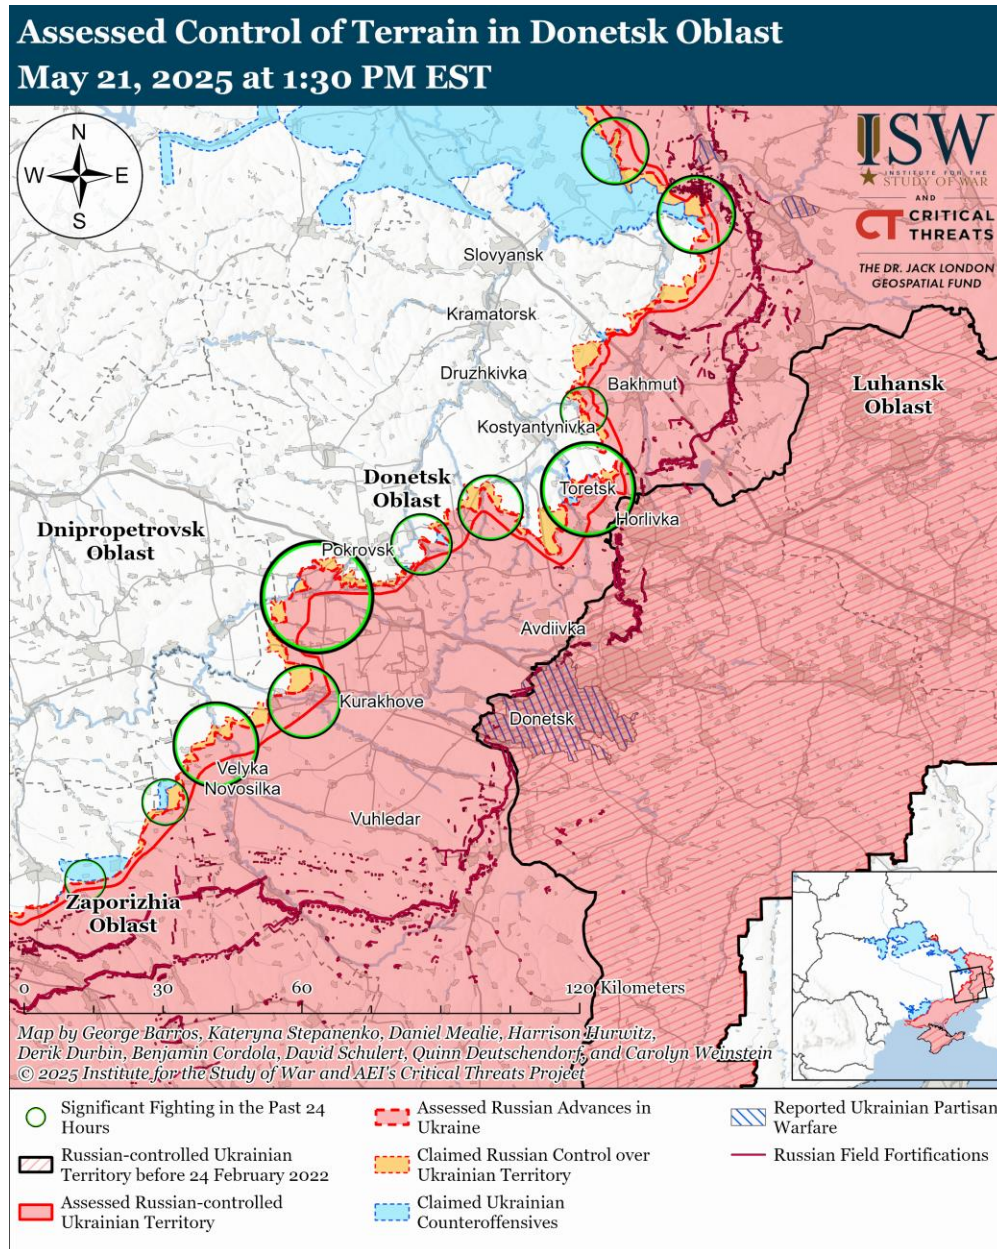 Assessed Control of Terrain in Donetsk Oblast
May 21, 2025 at 1:30 PM EST
N
W
E
S
ISW
INSTITUTE FOR THE
STUDY OF WAR
AND
CT CRITICAL
THREATS
THE DR. JACK LONDON
GEOSPATIAL FUND
Slovyansk
Kramatorsk
Druzhkivka
Bakhmut
Luhansk
Oblast
Kostyantynivka
Donetsk
Oblast
Toretsk
Horlivka
Dnipropetrovsk
Oblast
Pokrovsk
Avdiivka
Kurakhove
Donetsk
Velyka
Novosilka
Vuhledar
Zaporizhia
Oblast
0
30
60
120 Kilometers
Map by George Barros, Kateryna Stepanenko, Daniel Mealie, Harrison Hurwitz,
Derik Durbin, Benjamin Cordola, David Schulert, Quinn Deutschendorf, and Carolyn Weinstein
© 2025 Institute for the Study of War and AEI's Critical Threats Project
Significant Fighting in the Past 24
Hours
Russian-controlled Ukrainian
Territory before 24 February 2022
Assessed Russian-controlled
Ukrainian Territory
Assessed Russian Advances in
Ukraine
Claimed Russian Control over
Ukrainian Territory
Claimed Ukrainian
Counteroffensives
Reported Ukrainian Partisan
Warfare
Russian Field Fortifications